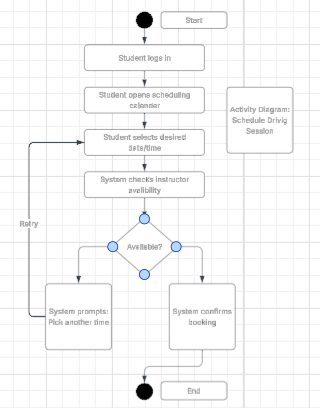 Start
Student logs in
Student opens scheduling
calendar
Activity Diagram:
Schedule Drivig
Session
Student selects desired
date/time
System checks instructor
avalibility
Retry
Available?
System prompts:
Pick another time
System confirms
booking
End